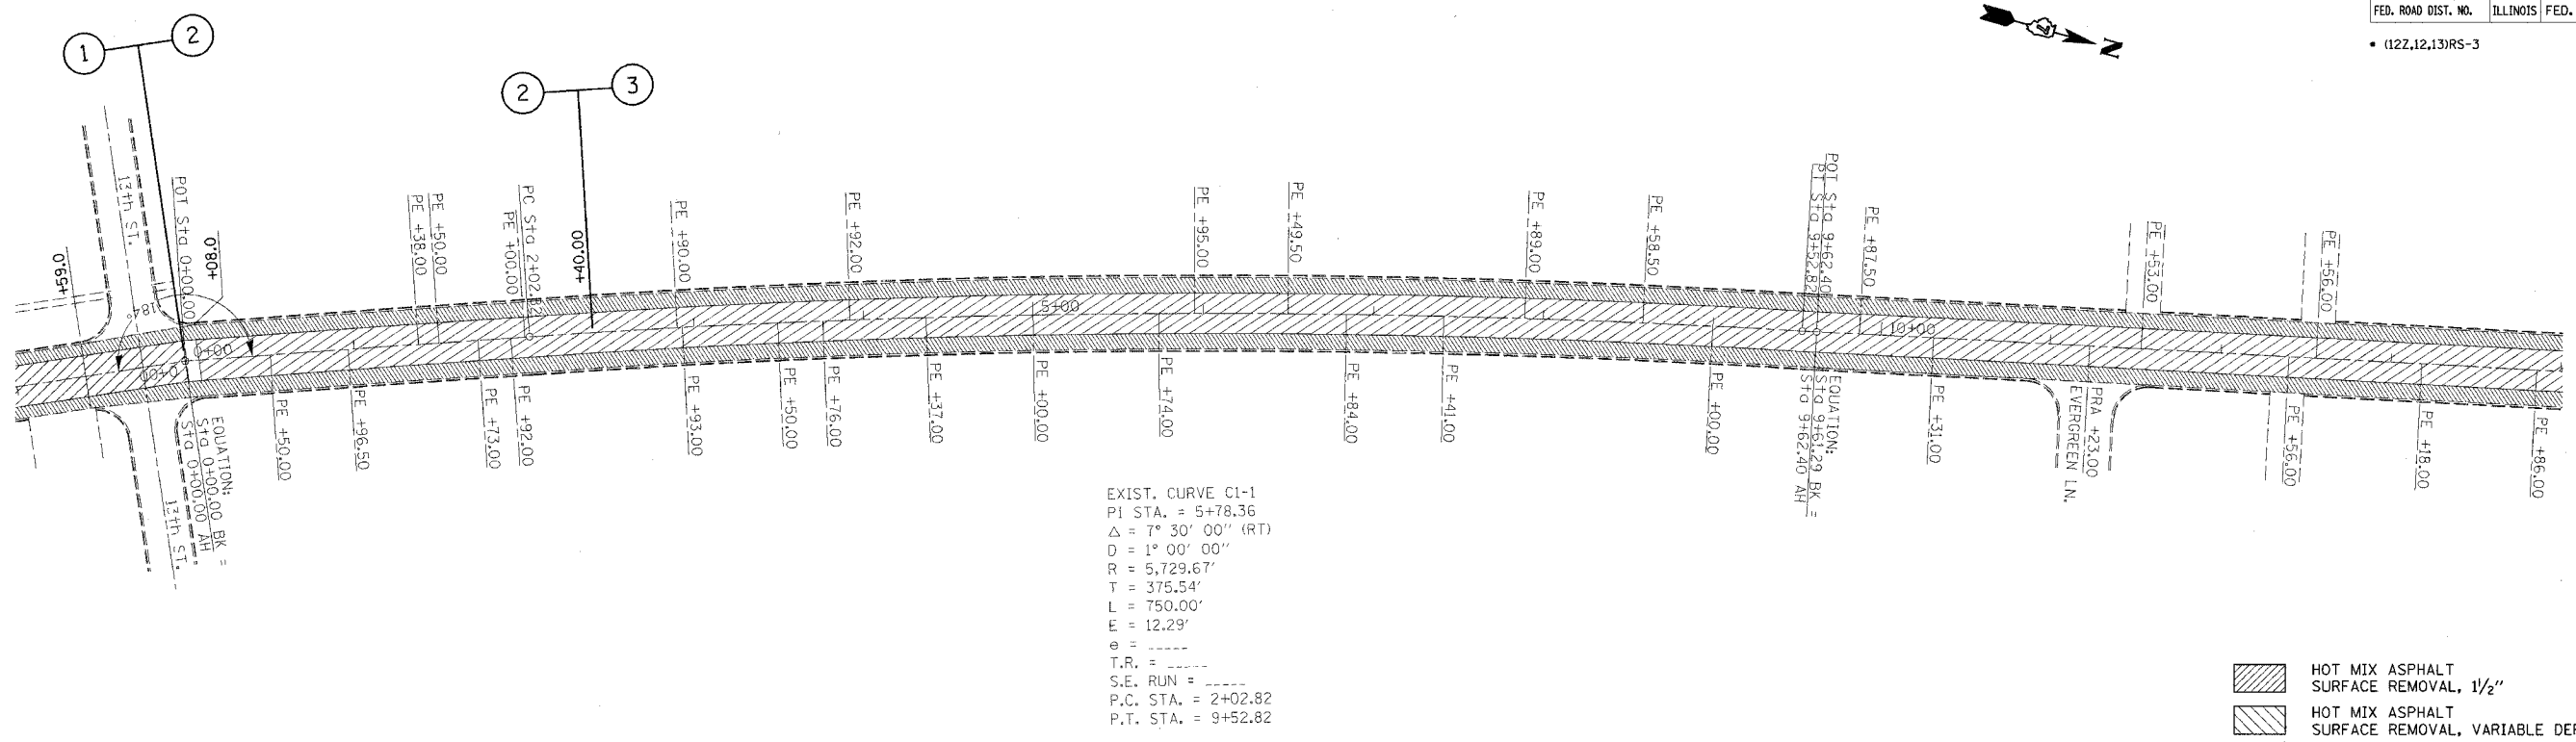 FED. ROAD DIST. NO. ILLINOIS FED.
• (12Z,12,13)RS-3
N
1 2
2 3
+59.0
13th ST.
184°
POT Sta 0+00.00
+08.0
PE +38.00
PE +50.00
PC Sta 2+02.82
PE +00.00
+40.00
PE +90.00
PE +92.00
PE +95.00
PE +49.50
PE +89.00
PE +58.50
POT Sta 9+62.40
PT Sta 9+52.82
PE +87.50
PE +53.00
PE +56.00
0+00
0+00
5+00
110+00
13th ST.
EQUATION:
Sta 0+00.00 BK =
Sta 0+00.00 AH
PE +50.00
PE +96.50
PE +73.00
PE +92.00
PE +93.00
PE +50.00
PE +76.00
PE +37.00
PE +00.00
PE +74.00
PE +84.00
PE +41.00
PE +00.00
EQUATION:
Sta 9+61.29 BK =
Sta 9+62.40 AH
PE +31.00
PRA +23.00
EVERGREEN LN.
PE +56.00
PE +18.00
PE +86.00
EXIST. CURVE C1-1
PI STA. = 5+78.36
△ = 7° 30' 00" (RT)
D = 1° 00' 00"
R = 5,729.67'
T = 375.54'
L = 750.00'
E = 12.29'
e = _____
T.R. = _____
S.E. RUN = _____
P.C. STA. = 2+02.82
P.T. STA. = 9+52.82
HOT MIX ASPHALT
SURFACE REMOVAL, 1½"
HOT MIX ASPHALT
SURFACE REMOVAL, VARIABLE DE